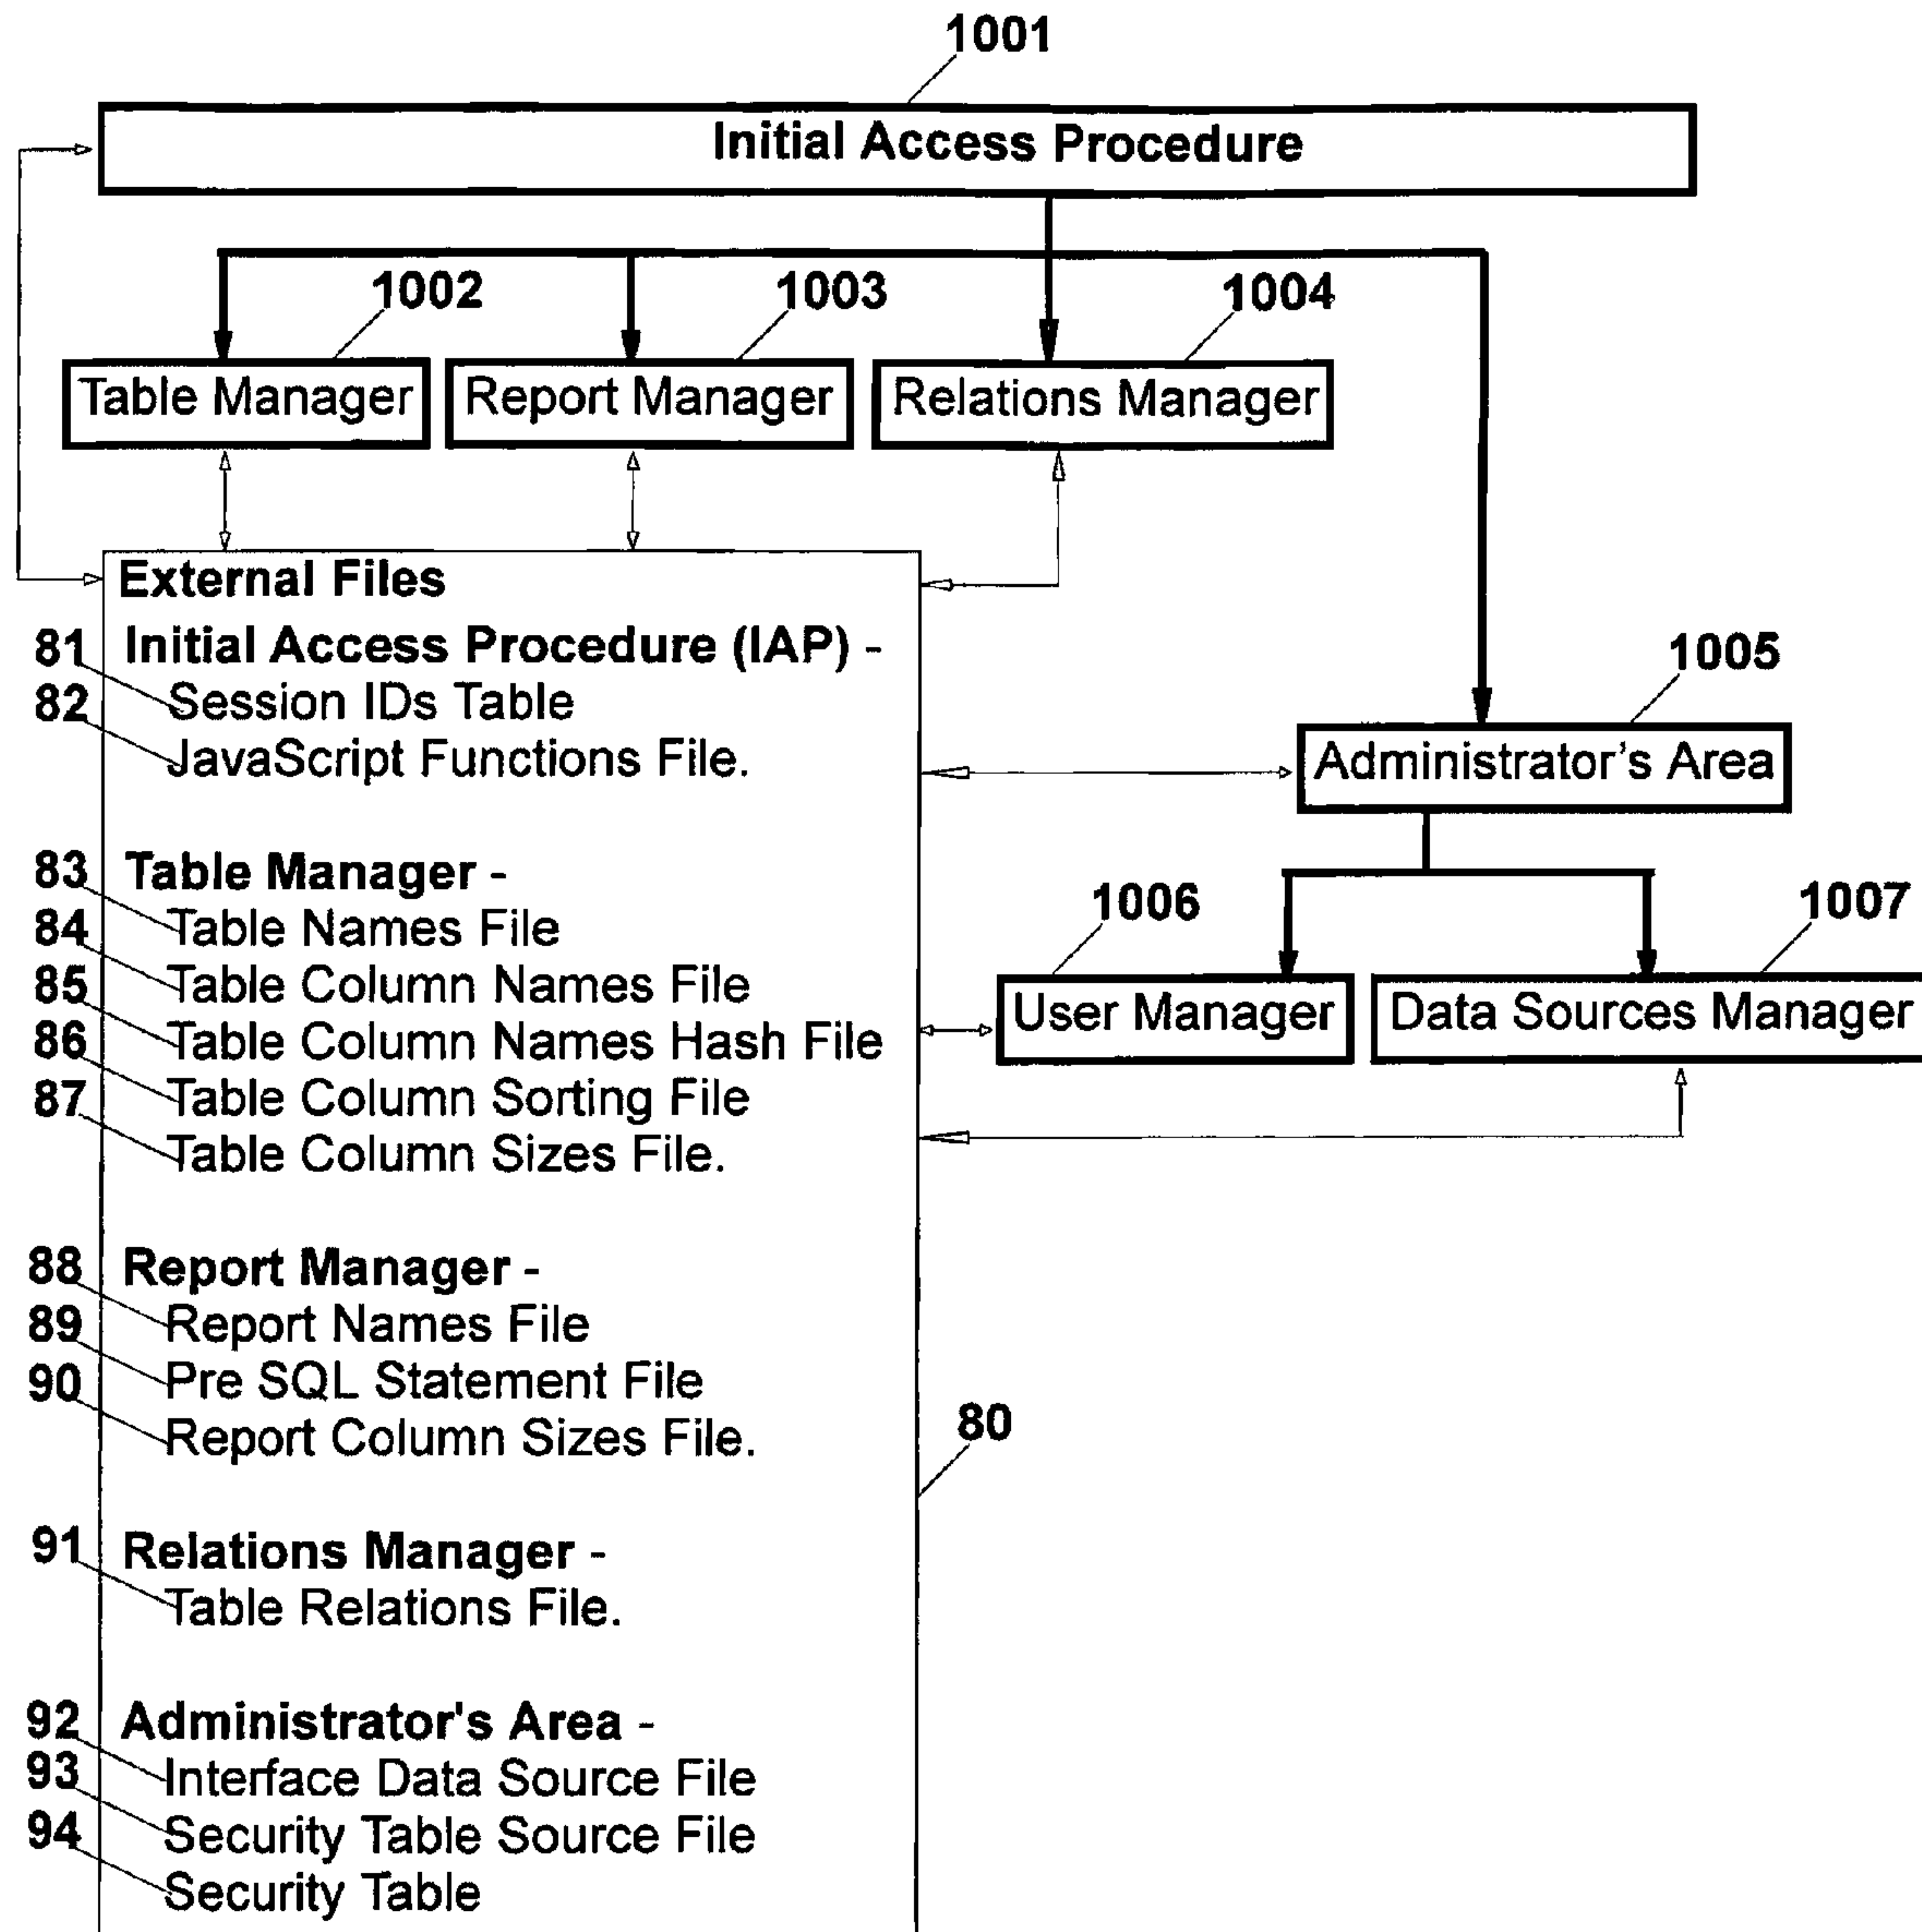 1001
Initial Access Procedure
1002
1003
1004
Table Manager
Report Manager
Relations Manager
External Files
81 Initial Access Procedure (IAP) -
82 Session IDs Table
JavaScript Functions File.
1005
Administrator's Area
83 Table Manager -
84 Table Names File
85 Table Column Names File
86 Table Column Names Hash File
87 Table Column Sorting File
Table Column Sizes File.
1006
1007
User Manager
Data Sources Manager
88 Report Manager -
89 Report Names File
90 Pre SQL Statement File
Report Column Sizes File.
80
91 Relations Manager -
Table Relations File.
92 Administrator's Area -
93 Interface Data Source File
94 Security Table Source File
Security Table